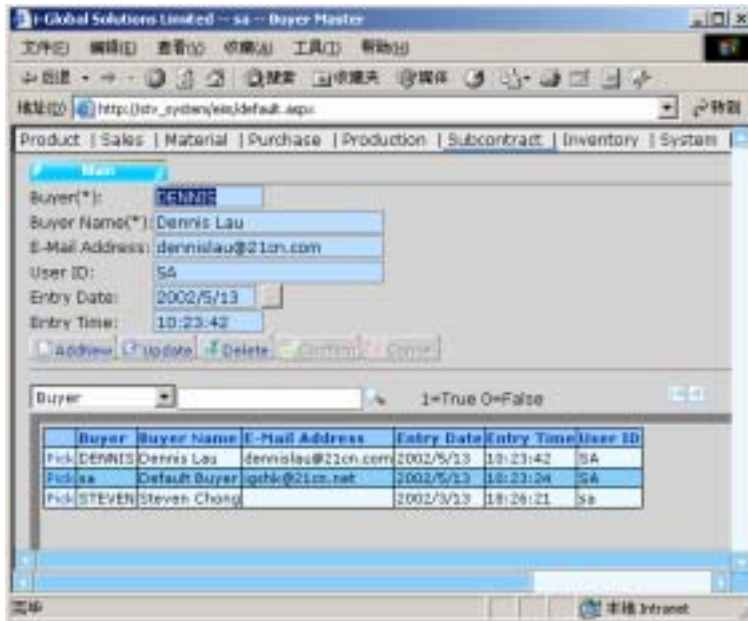 i-Global Solutions Limited -- sa -- Buyer Master
文件(E) 编辑(E) 查看(V) 收藏(A) 工具(T) 帮助(H)
后退 搜索 收藏夹 媒体
地址(D) http://istv_system/eis/default.aspx 转到
Product | Sales | Material | Purchase | Production | Subcontract | Inventory | System |
Main
Buyer(*): DENNIS
Buyer Name(*): Dennis Lau
E-Mail Address: dennislau@21cn.com
User ID: SA
Entry Date: 2002/5/13
Entry Time: 10:23:42
AddNew Update Delete Confirm Cancel
Buyer 1=True 0=False
Buyer Buyer Name E-Mail Address Entry Date Entry Time User ID
Pick DENNIS Dennis Lau dennislau@21cn.com 2002/5/13 10:23:42 SA
Pick sa Default Buyer igshk@21cn.net 2002/5/13 10:23:24 SA
Pick STEVEN Steven Chong 2002/3/13 18:26:21 sa
完毕 本地 Intranet